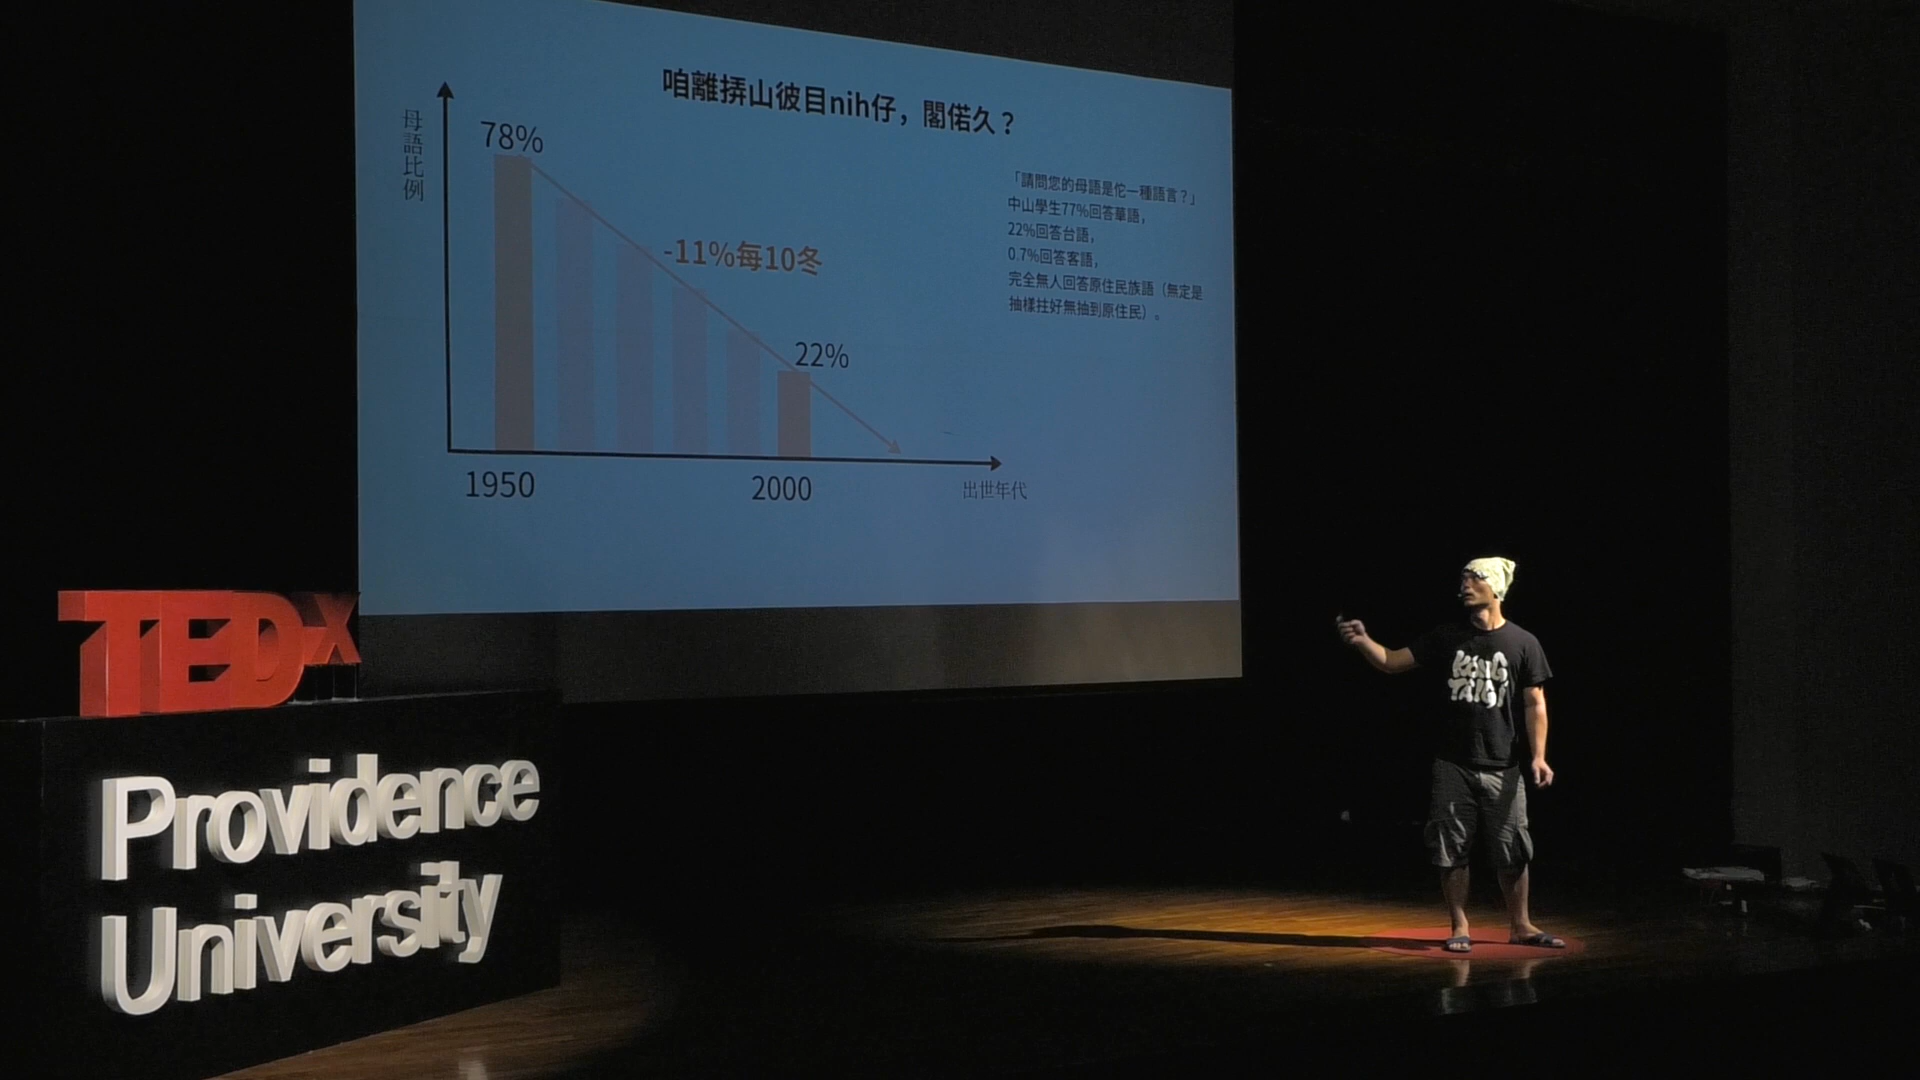 咱離挵山彼目nih仔，閣偌久？
母語比例
78%
-11%每10冬
22%
1950
2000
出世年代
「請問您的母語是佗一種語言？」
中山學生77%回答華語，
22%回答台語，
0.7%回答客語，
完全無人回答原住民族語（無定是
抽樣拄好無抽到原住民）。
TEDx
Providence
University
KONG
TAIGI